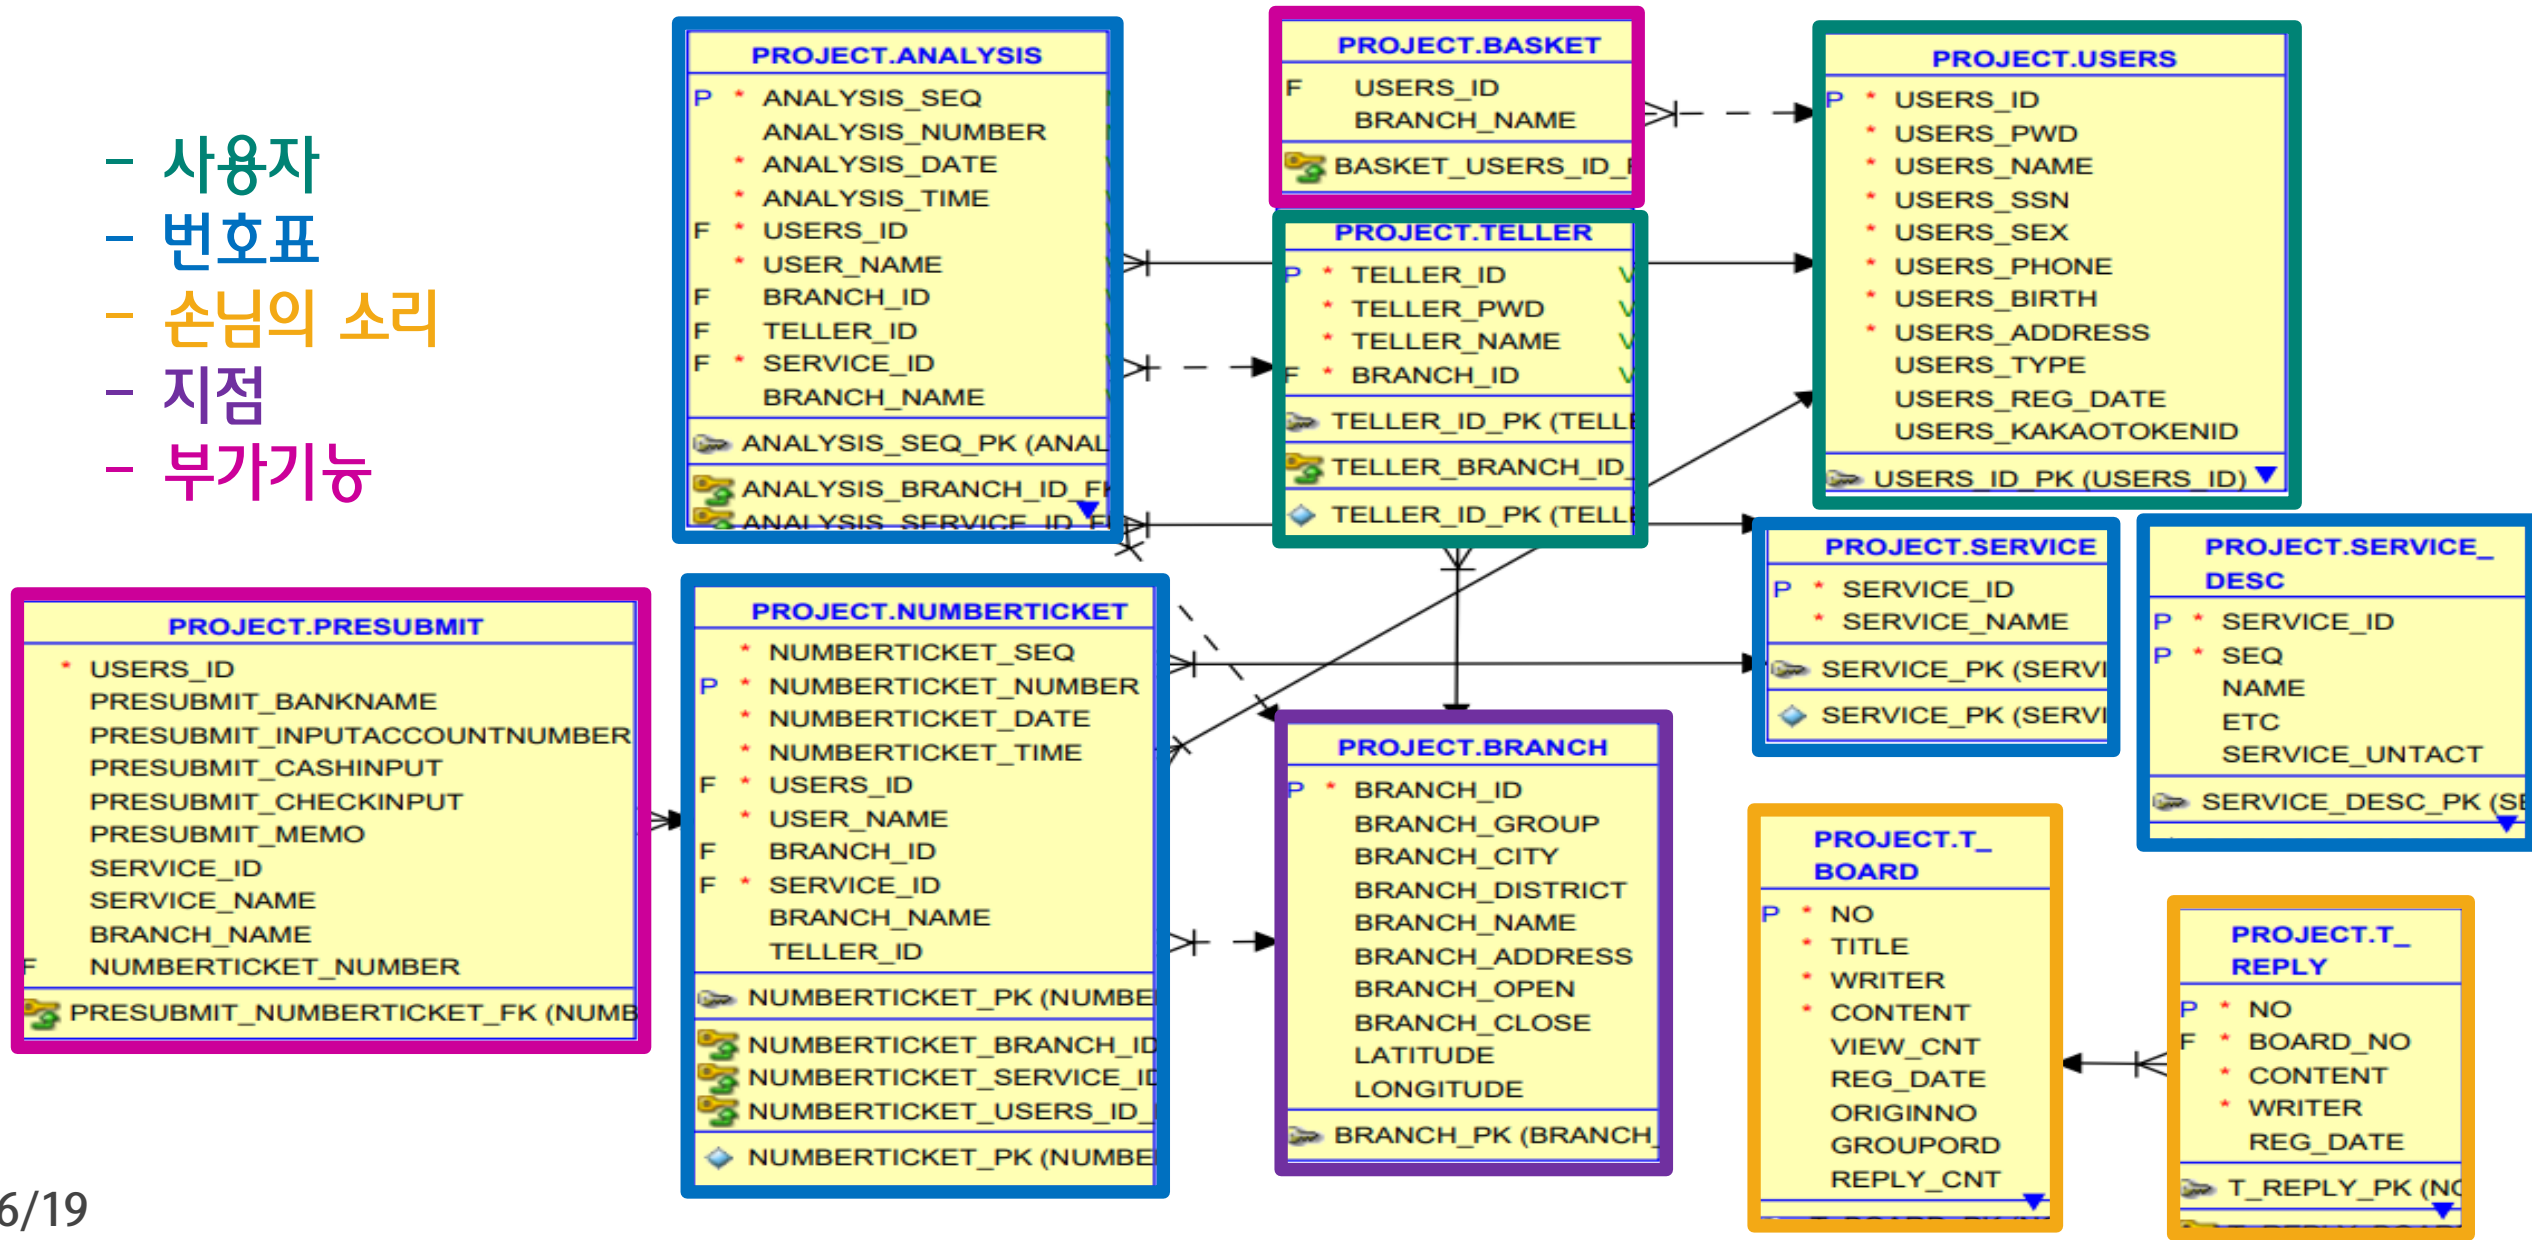 - 사용자
- 번호표
- 손님의 소리
- 지점
- 부가기능
PROJECT.ANALYSIS
P * ANALYSIS_SEQ
ANALYSIS_NUMBER
* ANALYSIS_DATE
* ANALYSIS_TIME
F * USERS_ID
* USER_NAME
F BRANCH_ID
F TELLER_ID
F * SERVICE_ID
BRANCH_NAME
ANALYSIS_SEQ_PK (ANAL
ANALYSIS_BRANCH_ID_F
ANALYSIS_SERVICE_ID_F
PROJECT.BASKET
F USERS_ID
BRANCH_NAME
BASKET_USERS_ID_F
PROJECT.TELLER
P * TELLER_ID V
* TELLER_PWD V
* TELLER_NAME V
F * BRANCH_ID V
TELLER_ID_PK (TELLE
TELLER_BRANCH_ID_
TELLER_ID_PK (TELLE
PROJECT.USERS
P * USERS_ID
* USERS_PWD
* USERS_NAME
* USERS_SSN
* USERS_SEX
* USERS_PHONE
* USERS_BIRTH
* USERS_ADDRESS
USERS_TYPE
USERS_REG_DATE
USERS_KAKAOTOKENID
USERS_ID_PK (USERS_ID)
PROJECT.PRESUBMIT
* USERS_ID
PRESUBMIT_BANKNAME
PRESUBMIT_INPUTACCOUNTNUMBER
PRESUBMIT_CASHINPUT
PRESUBMIT_CHECKINPUT
PRESUBMIT_MEMO
SERVICE_ID
SERVICE_NAME
BRANCH_NAME
F NUMBERTICKET_NUMBER
PRESUBMIT_NUMBERTICKET_FK (NUMB
PROJECT.NUMBERTICKET
* NUMBERTICKET_SEQ
P * NUMBERTICKET_NUMBER
* NUMBERTICKET_DATE
* NUMBERTICKET_TIME
F * USERS_ID
* USER_NAME
F BRANCH_ID
F * SERVICE_ID
BRANCH_NAME
TELLER_ID
NUMBERTICKET_PK (NUMBE
NUMBERTICKET_BRANCH_ID
NUMBERTICKET_SERVICE_ID
NUMBERTICKET_USERS_ID_
NUMBERTICKET_PK (NUMBE
PROJECT.BRANCH
P * BRANCH_ID
BRANCH_GROUP
BRANCH_CITY
BRANCH_DISTRICT
BRANCH_NAME
BRANCH_ADDRESS
BRANCH_OPEN
BRANCH_CLOSE
LATITUDE
LONGITUDE
BRANCH_PK (BRANCH_
PROJECT.SERVICE
P * SERVICE_ID
* SERVICE_NAME
SERVICE_PK (SERVI
SERVICE_PK (SERVI
PROJECT.SERVICE_
DESC
P * SERVICE_ID
P * SEQ
NAME
ETC
SERVICE_UNTACT
SERVICE_DESC_PK (SE
PROJECT.T_
BOARD
P * NO
* TITLE
* WRITER
* CONTENT
VIEW_CNT
REG_DATE
ORIGINNO
GROUPORD
REPLY_CNT
PROJECT.T_
REPLY
P * NO
F * BOARD_NO
* CONTENT
* WRITER
REG_DATE
T_REPLY_PK (NO
6/19